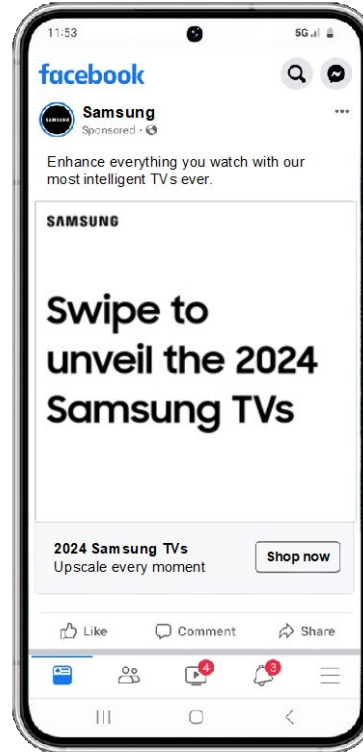 11:53
5G
facebook
Samsung
SAMSUNG
Sponsored ·
Enhance everything you watch with our
most intelligent TVs ever.
SAMSUNG
Swipe to
unveil the 2024
Samsung TVs
2024 Samsung TVs
Upscale every moment
Shop now
Like
Comment
Share
4
3